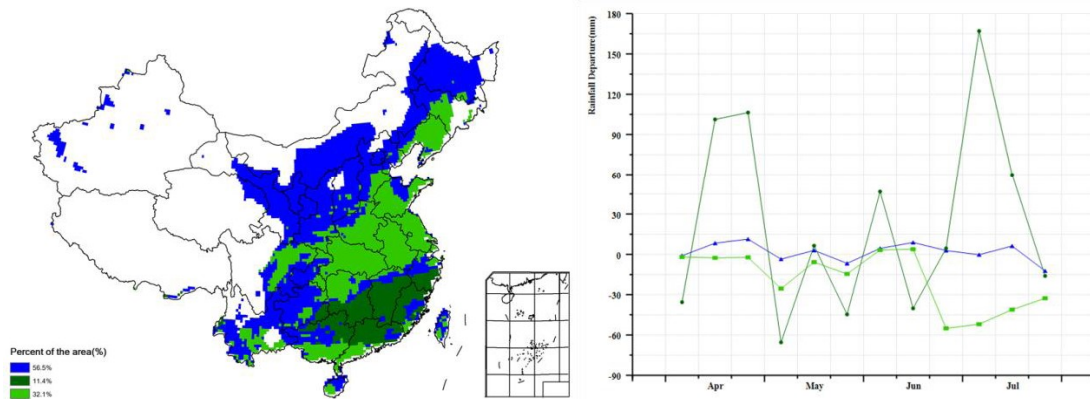 Percent of the area(%)
56.5%
11.4%
32.1%
Rainfall Departure(mm)
180
150
120
90
60
30
0
-30
-60
-90
Apr
May
Jun
Jul